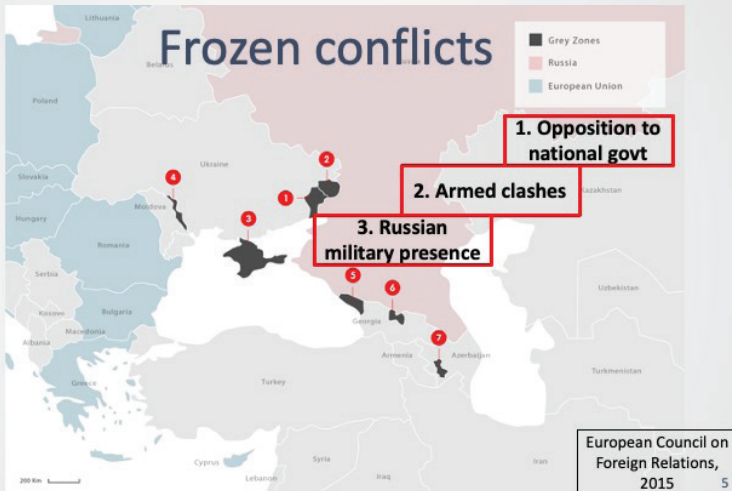 Frozen conflicts
Grey Zones
Russia
European Union
1. Opposition to
national govt
2. Armed clashes
3. Russian
military presence
Lithuania
Belarus
Poland
Ukraine
Slovakia
Moldova
Hungary
Romania
Serbia
Kosovo
Bulgaria
Macedonia
Albania
Greece
Turkey
Cyprus
Lebanon
Syria
Iraq
Iran
Georgia
Armenia
Azerbaijan
Kazakhstan
Uzbekistan
Turkmenistan
1
2
3
4
5
6
7
200 Km
European Council on
Foreign Relations,
2015
5